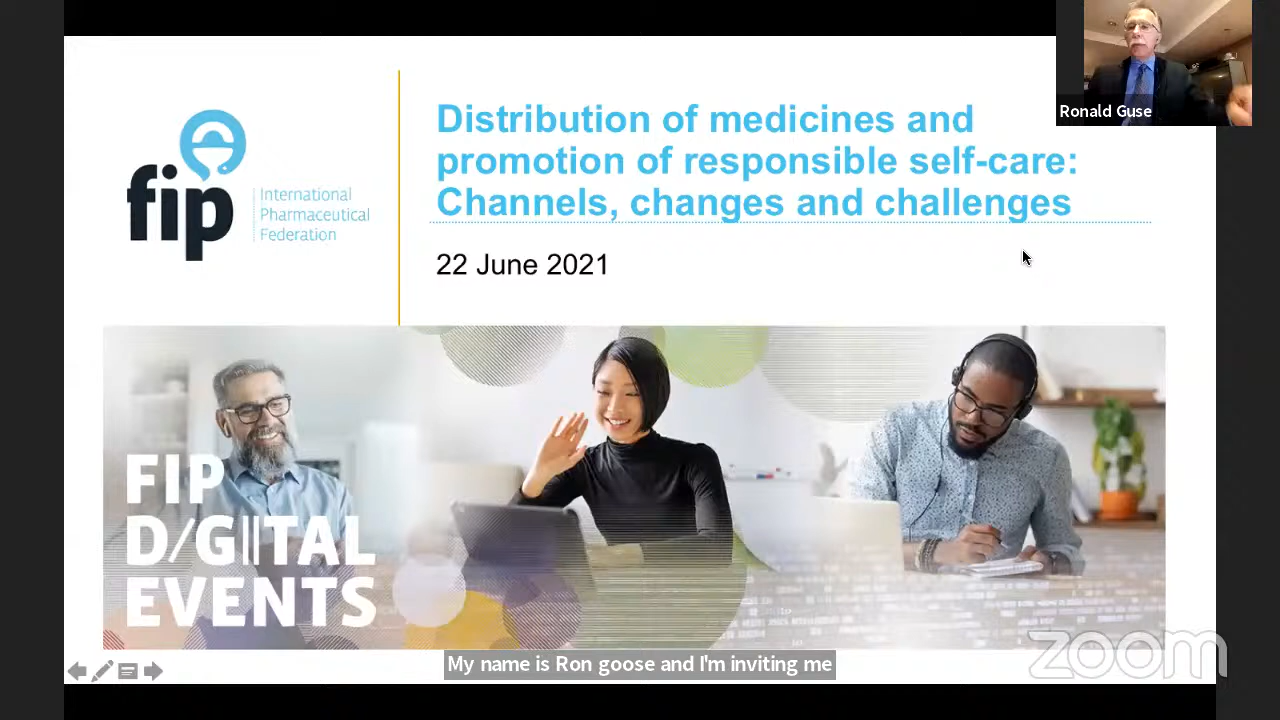 Ronald Guse
fip
International
Pharmaceutical
Federation
Distribution of medicines and
promotion of responsible self-care:
Channels, changes and challenges
22 June 2021
FIP
D/GIITAL
EVENTS
zoom
My name is Ron goose and I'm inviting me